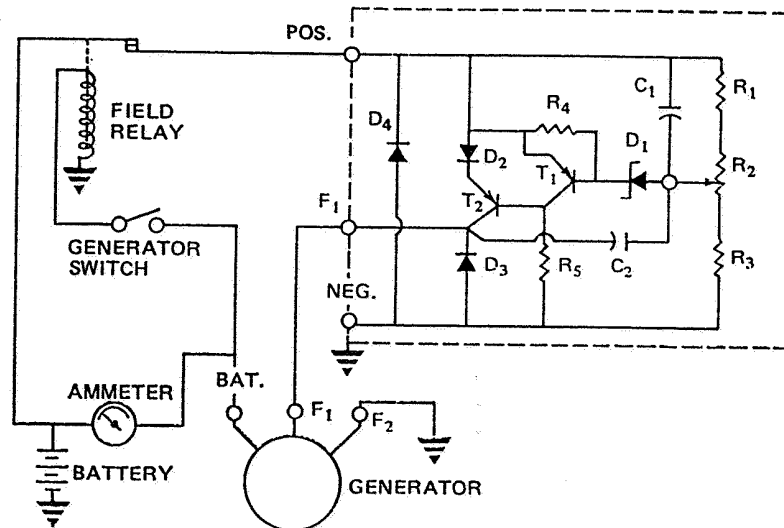 POS.
FIELD
RELAY
GENERATOR
SWITCH
D4
D2
D3
R4
T1
T2
D1
C1
R1
R2
R3
R5
C2
F1
NEG.
AMMETER
BAT.
F1
F2
BATTERY
GENERATOR